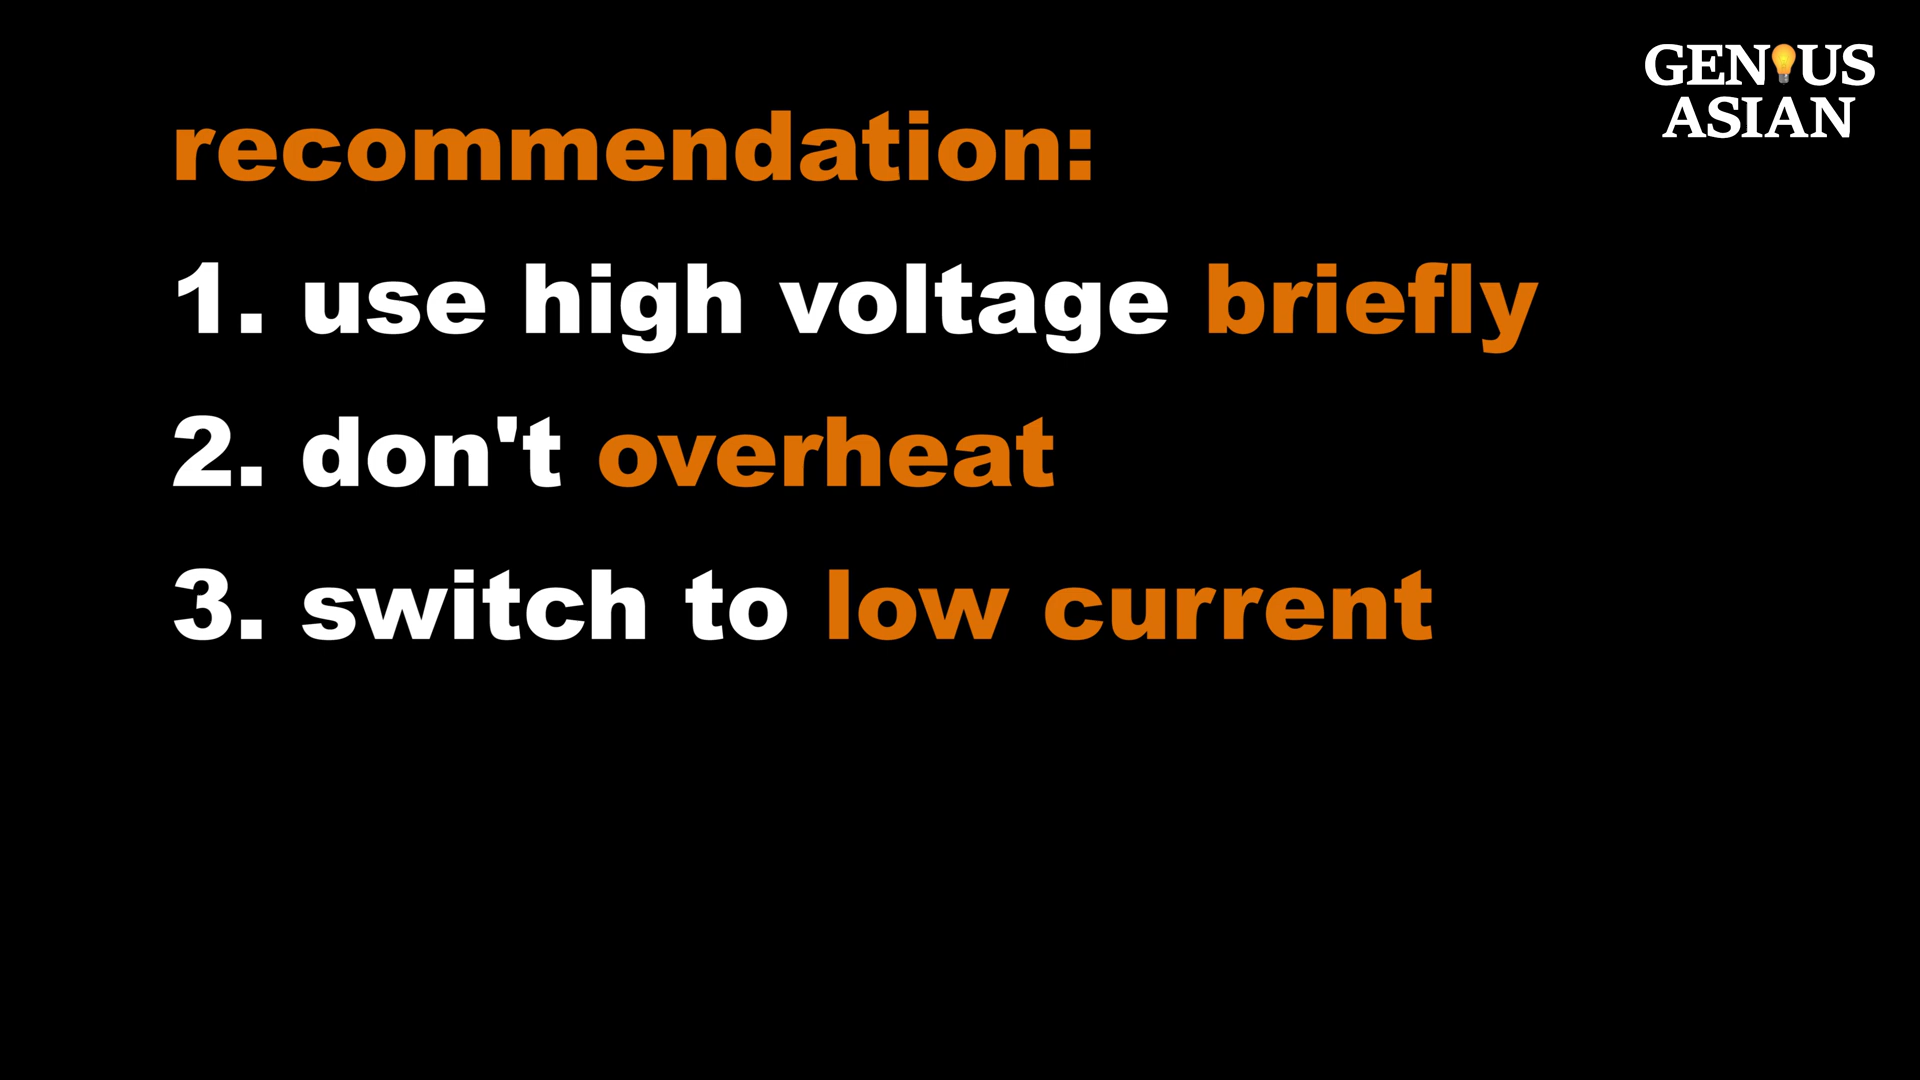 GENIUS
ASIAN
recommendation:
1. use high voltage briefly
2. don't overheat
3. switch to low current